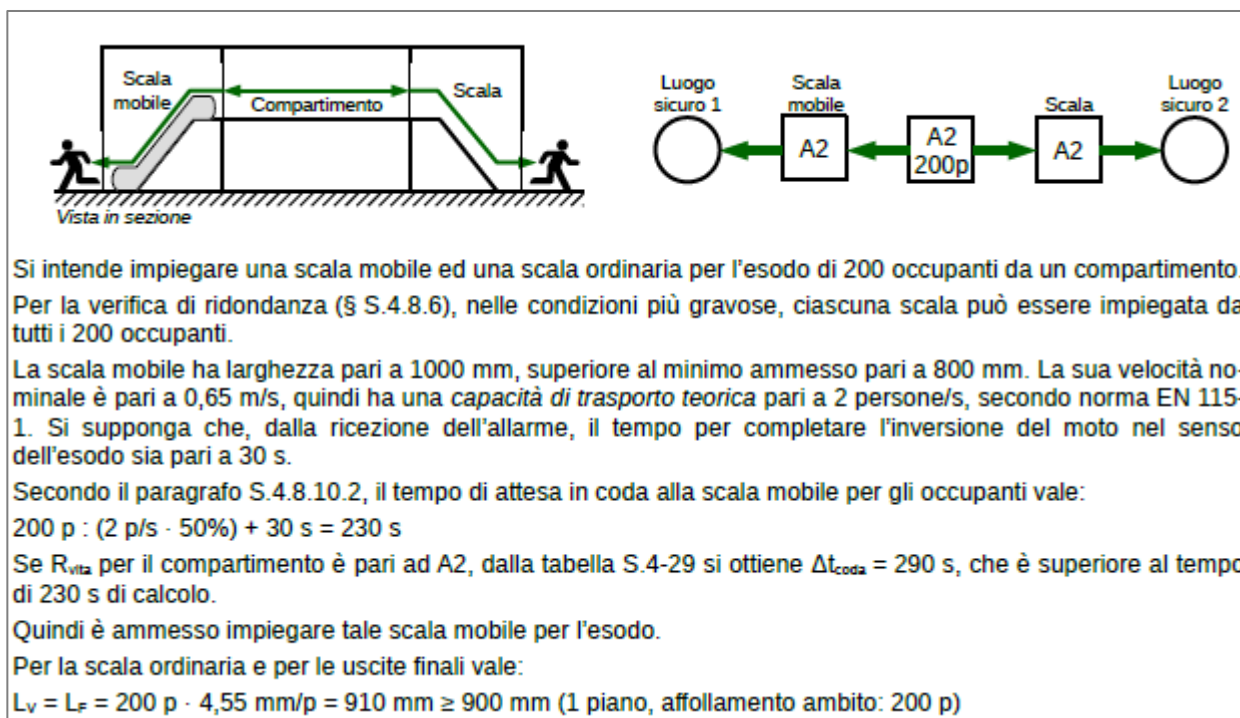 Scala
mobile
Compartimento
Scala
Vista in sezione
Luogo
sicuro 1
Scala
mobile
Scala
Luogo
sicuro 2
A2
A2
200p
A2
Si intende impiegare una scala mobile ed una scala ordinaria per l'esodo di 200 occupanti da un compartimento.
Per la verifica di ridondanza (§ S.4.8.6), nelle condizioni più gravose, ciascuna scala può essere impiegata da
tutti i 200 occupanti.
La scala mobile ha larghezza pari a 1000 mm, superiore al minimo ammesso pari a 800 mm. La sua velocità no-
minale è pari a 0,65 m/s, quindi ha una capacità di trasporto teorica pari a 2 persone/s, secondo norma EN 115-
1. Si supponga che, dalla ricezione dell'allarme, il tempo per completare l'inversione del moto nel senso
dell'esodo sia pari a 30 s.
Secondo il paragrafo S.4.8.10.2, il tempo di attesa in coda alla scala mobile per gli occupanti vale:
200 p : (2 p/s · 50%) + 30 s = 230 s
Se Rvita per il compartimento è pari ad A2, dalla tabella S.4-29 si ottiene Δtcoda = 290 s, che è superiore al tempo
di 230 s di calcolo.
Quindi è ammesso impiegare tale scala mobile per l'esodo.
Per la scala ordinaria e per le uscite finali vale:
LV = LF = 200 p · 4,55 mm/p = 910 mm ≥ 900 mm (1 piano, affollamento ambito: 200 p)